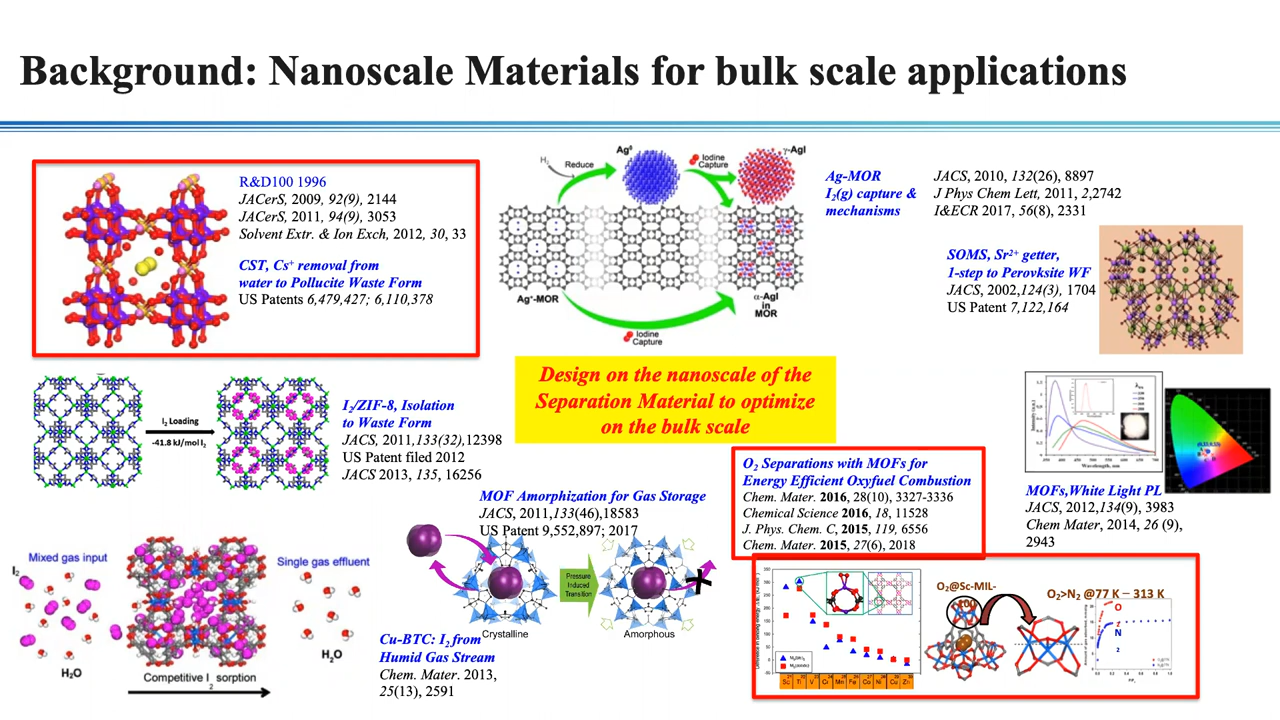 Background: Nanoscale Materials for bulk scale applications
R&D100 1996
JACerS, 2009, 92(9), 2144
JACerS, 2011, 94(9), 3053
Solvent Extr. & Ion Exch, 2012, 30, 33
CST, Cs⁺ removal from
water to Pollucite Waste Form
US Patents 6,479,427; 6,110,378
H₂
Reduce
Ag⁰
Iodine
Capture
γ-AgI
Ag⁺-MOR
α-AgI
in
MOR
Iodine
Capture
Ag-MOR
I₂(g) capture &
mechanisms
JACS, 2010, 132(26), 8897
J Phys Chem Lett, 2011, 2,2742
I&ECR 2017, 56(8), 2331
SOMS, Sr²⁺ getter,
1-step to Perovksite WF
JACS, 2002,124(3), 1704
US Patent 7,122,164
Design on the nanoscale of the
Separation Material to optimize
on the bulk scale
I₂ Loading
-41.8 kJ/mol I₂
I₂/ZIF-8, Isolation
to Waste Form
JACS, 2011,133(32),12398
US Patent filed 2012
JACS 2013, 135, 16256
MOF Amorphization for Gas Storage
JACS, 2011,133(46),18583
US Patent 9,552,897; 2017
Pressure
Induced
Transition
Crystalline
Amorphous
O₂ Separations with MOFs for
Energy Efficient Oxyfuel Combustion
Chem. Mater. 2016, 28(10), 3327-3336
Chemical Science 2016, 18, 11528
J. Phys. Chem. C, 2015, 119, 6556
Chem. Mater. 2015, 27(6), 2018
Intensity (a.u.)
Wavelength, nm
MOFs,White Light PL
JACS, 2012,134(9), 3983
Chem Mater, 2014, 26 (9),
2943
Mixed gas input
Single gas effluent
I₂
H₂O
H₂O
Competitive I₂ sorption
Cu-BTC: I₂ from
Humid Gas Stream
Chem. Mater. 2013,
25(13), 2591
Sc Ti V Cr Mn Fe Co Ni Cu Zn
O₂@Sc-MIL-
O₂>N₂ @77 K – 313 K
O
N
2